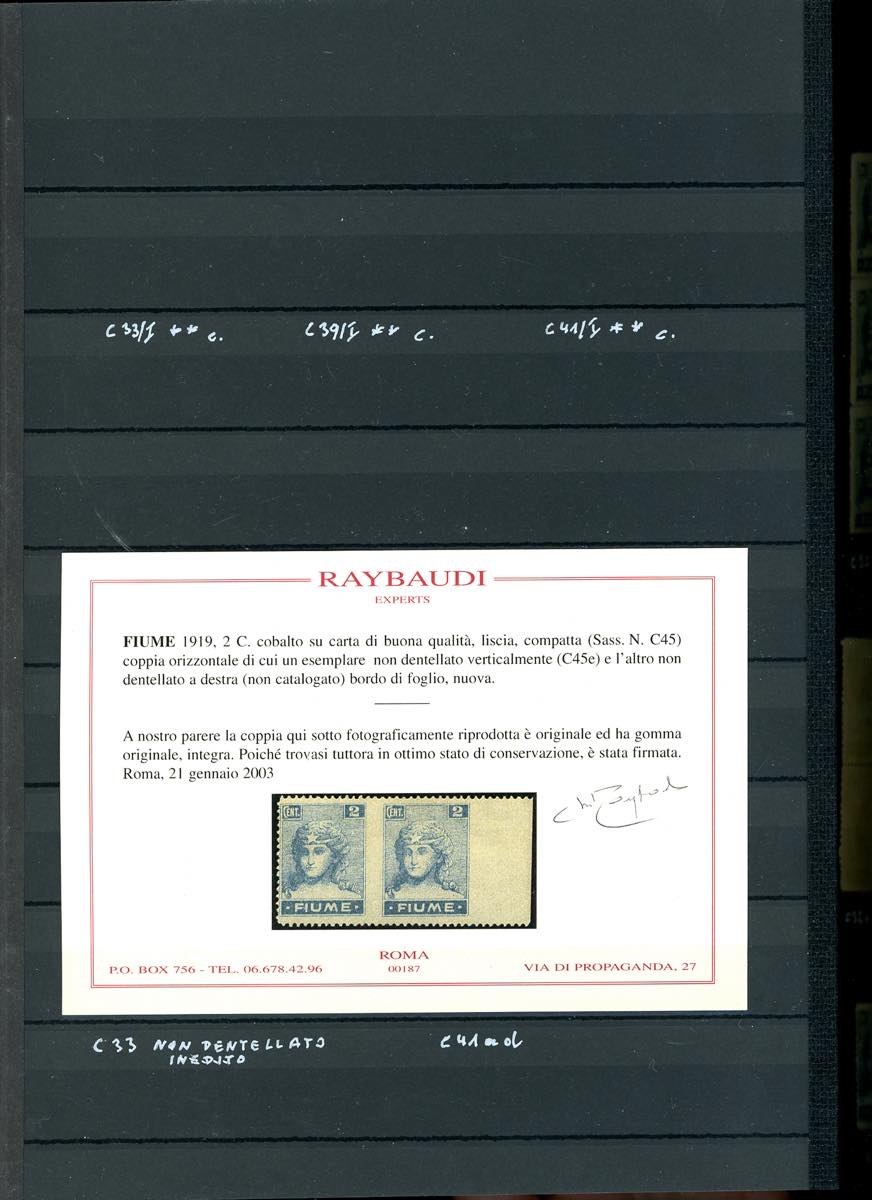 C33/I ** c. C39/I ** c. C41/I ** c.
RAYBAUDI
EXPERTS
FIUME 1919, 2 C. cobalto su carta di buona qualità, liscia, compatta (Sass. N. C45)
coppia orizzontale di cui un esemplare non dentellato verticalmente (C45e) e l'altro non
dentellato a destra (non catalogato) bordo di foglio, nuova.
A nostro parere la coppia qui sotto fotograficamente riprodotta è originale ed ha gomma
originale, integra. Poiché trovasi tuttora in ottimo stato di conservazione, è stata firmata.
Roma, 21 gennaio 2003
CENT. 2 CENT. 2
· FIUME · · FIUME ·
ROMA
P.O. BOX 756 - TEL. 06.678.42.96 00187 VIA DI PROPAGANDA, 27
C 33 NON DENTELLATO C41ad
INEDITO